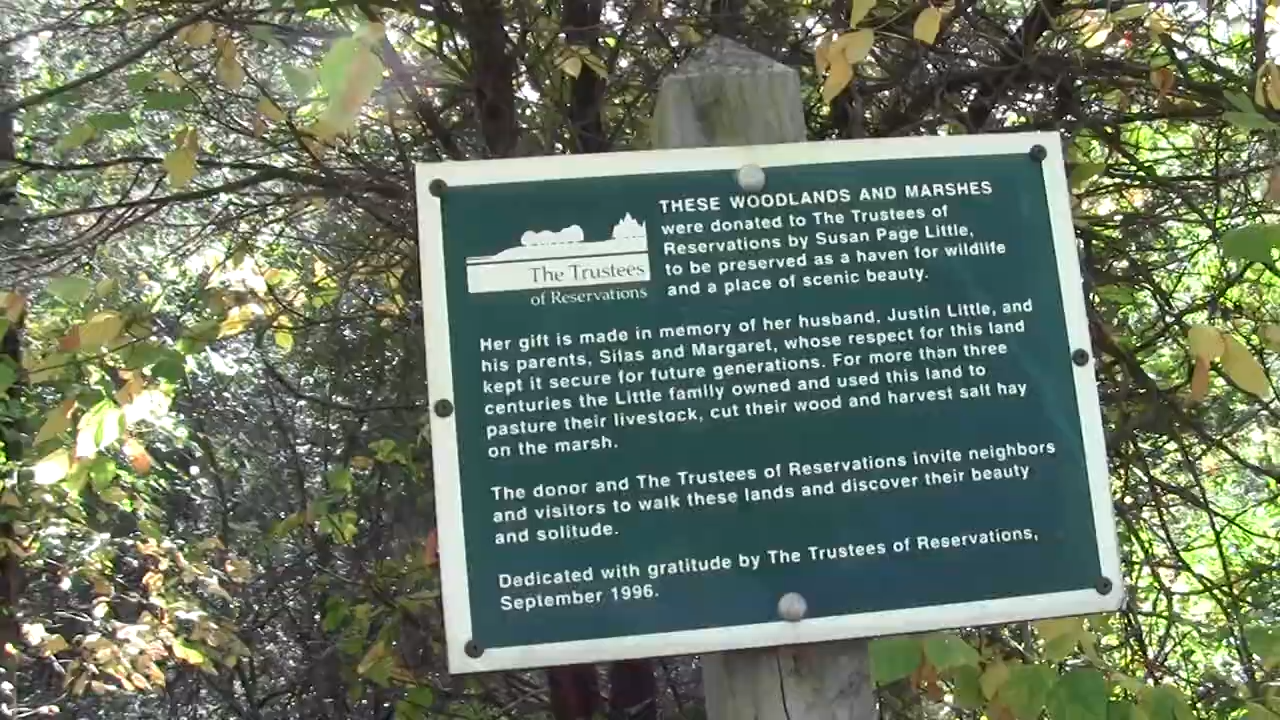 The Trustees
of Reservations
THESE WOODLANDS AND MARSHES
were donated to The Trustees of
Reservations by Susan Page Little,
to be preserved as a haven for wildlife
and a place of scenic beauty.
Her gift is made in memory of her husband, Justin Little, and
his parents, Silas and Margaret, whose respect for this land
kept it secure for future generations. For more than three
centuries the Little family owned and used this land to
pasture their livestock, cut their wood and harvest salt hay
on the marsh.
The donor and The Trustees of Reservations invite neighbors
and visitors to walk these lands and discover their beauty
and solitude.
Dedicated with gratitude by The Trustees of Reservations,
September 1996.